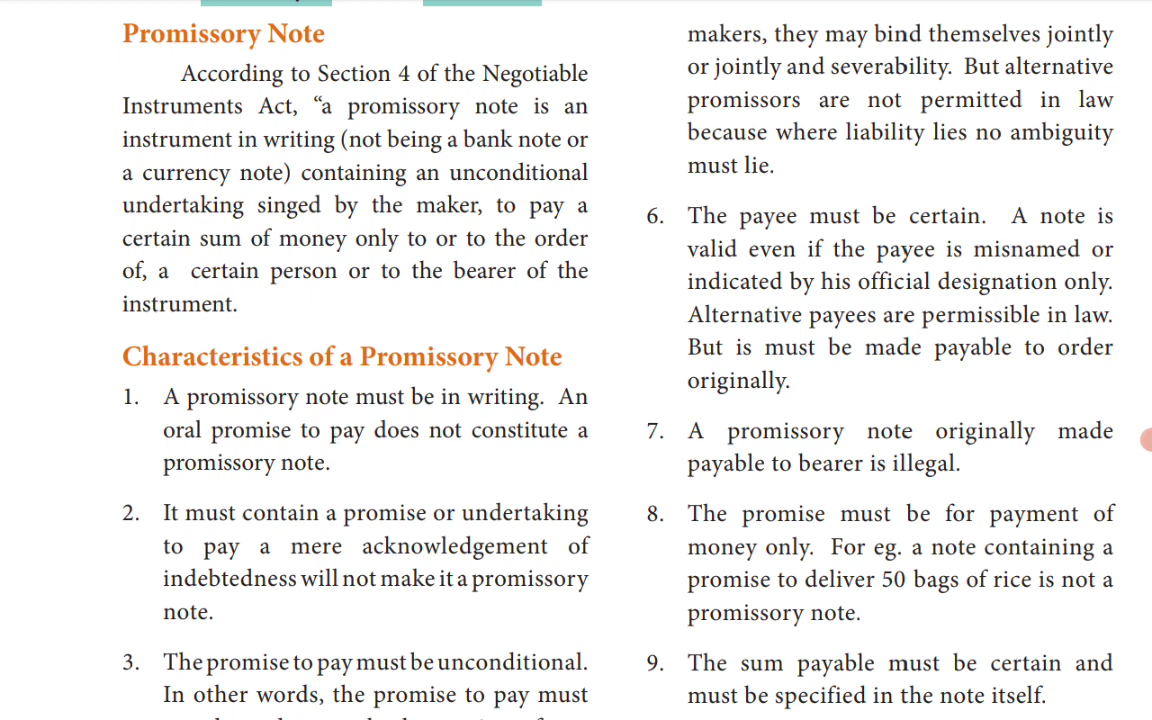 Promissory Note
According to Section 4 of the Negotiable
Instruments Act, “a promissory note is an
instrument in writing (not being a bank note or
a currency note) containing an unconditional
undertaking singed by the maker, to pay a
certain sum of money only to or to the order
of, a certain person or to the bearer of the
instrument.
Characteristics of a Promissory Note
1. A promissory note must be in writing. An
oral promise to pay does not constitute a
promissory note.
2. It must contain a promise or undertaking
to pay a mere acknowledgement of
indebtedness will not make it a promissory
note.
3. The promise to pay must be unconditional.
In other words, the promise to pay must
makers, they may bind themselves jointly
or jointly and severability. But alternative
promissors are not permitted in law
because where liability lies no ambiguity
must lie.
6. The payee must be certain. A note is
valid even if the payee is misnamed or
indicated by his official designation only.
Alternative payees are permissible in law.
But is must be made payable to order
originally.
7. A promissory note originally made
payable to bearer is illegal.
8. The promise must be for payment of
money only. For eg. a note containing a
promise to deliver 50 bags of rice is not a
promissory note.
9. The sum payable must be certain and
must be specified in the note itself.